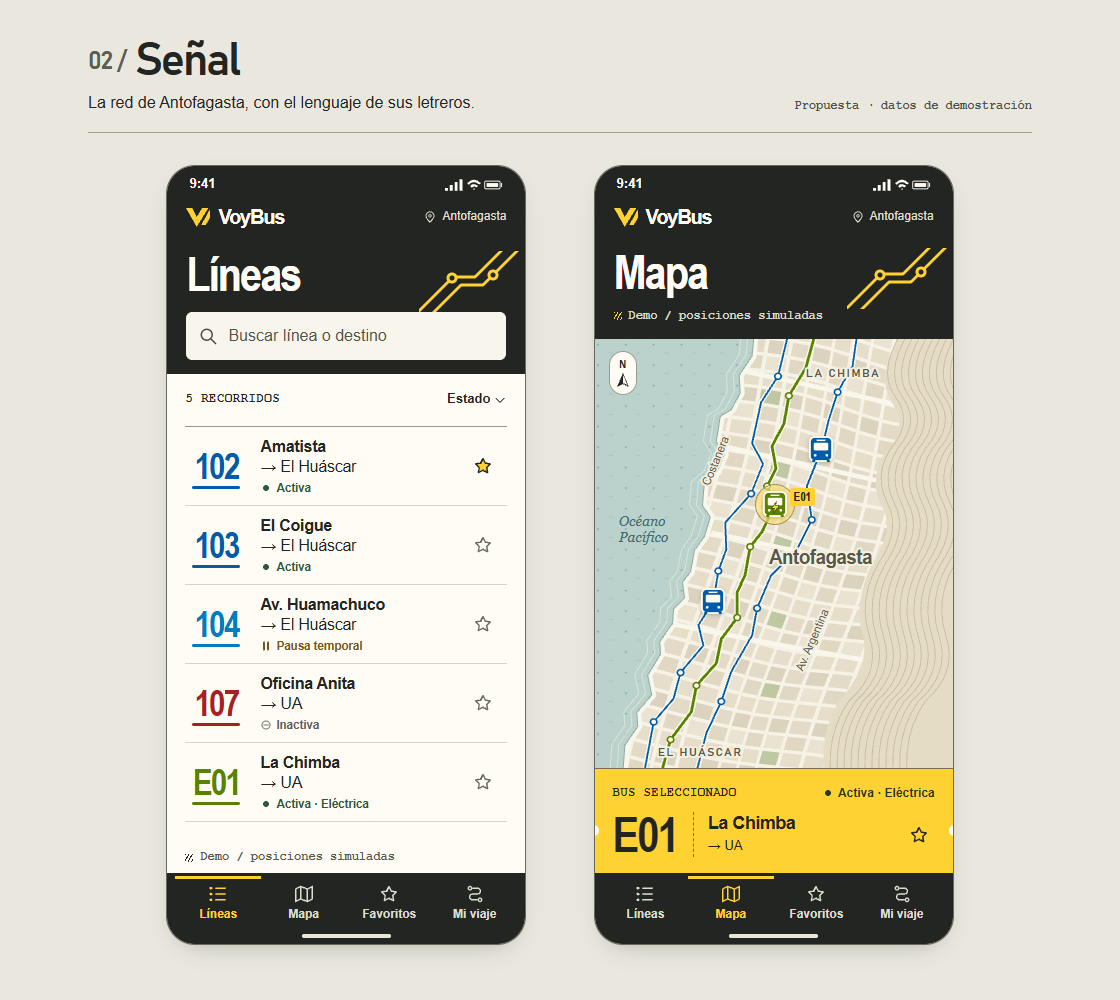 02 / Señal
La red de Antofagasta, con el lenguaje de sus letreros.
Propuesta · datos de demostración
9:41
VoyBus
Antofagasta
Líneas
Buscar línea o destino
5 RECORRIDOS
Estado
102
Amatista
→ El Huáscar
Activa
103
El Coigue
→ El Huáscar
Activa
104
Av. Huamachuco
→ El Huáscar
Pausa temporal
107
Oficina Anita
→ UA
Inactiva
E01
La Chimba
→ UA
Activa · Eléctrica
Demo / posiciones simuladas
Líneas
Mapa
Favoritos
Mi viaje
9:41
VoyBus
Antofagasta
Mapa
Demo / posiciones simuladas
N
LA CHIMBA
Costanera
E01
Océano
Pacífico
Antofagasta
Av. Argentina
EL HUÁSCAR
BUS SELECCIONADO
Activa · Eléctrica
E01
La Chimba
→ UA
Líneas
Mapa
Favoritos
Mi viaje